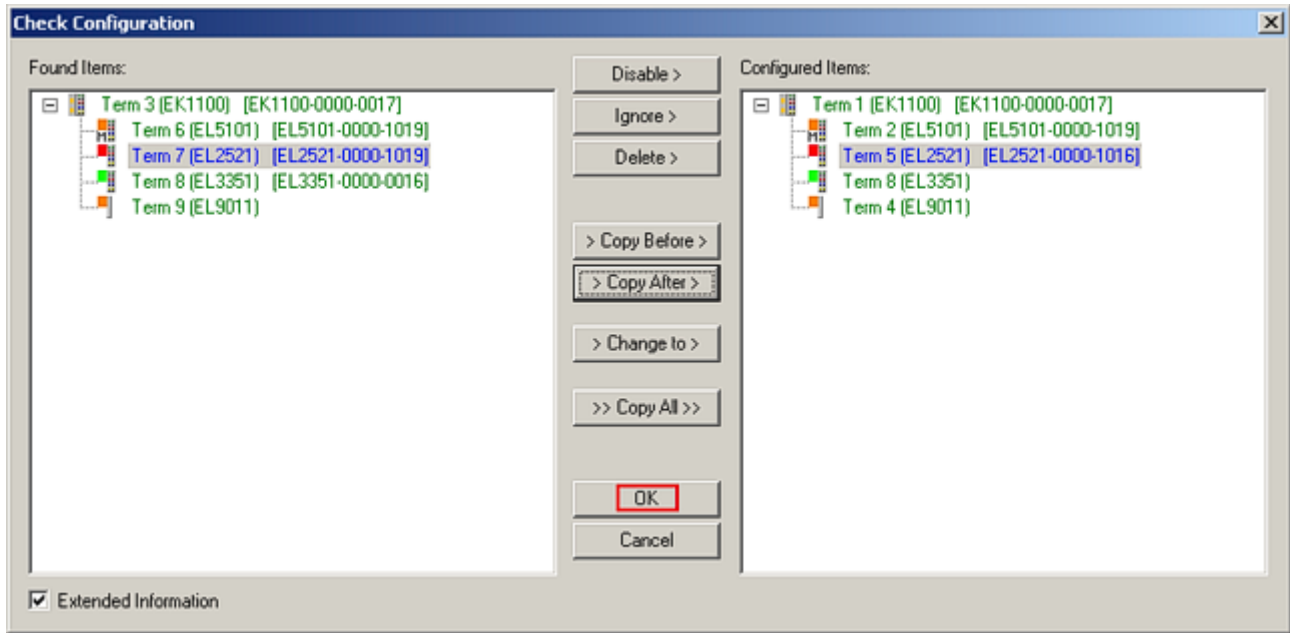 Check Configuration
Found Items:
Term 3 (EK1100) [EK1100-0000-0017]
Term 6 (EL5101) [EL5101-0000-1019]
Term 7 (EL2521) [EL2521-0000-1019]
Term 8 (EL3351) [EL3351-0000-0016]
Term 9 (EL9011)
Disable >
Ignore >
Delete >
> Copy Before >
> Copy After >
> Change to >
>> Copy All >>
OK
Cancel
Configured Items:
Term 1 (EK1100) [EK1100-0000-0017]
Term 2 (EL5101) [EL5101-0000-1019]
Term 5 (EL2521) [EL2521-0000-1016]
Term 8 (EL3351)
Term 4 (EL9011)
Extended Information